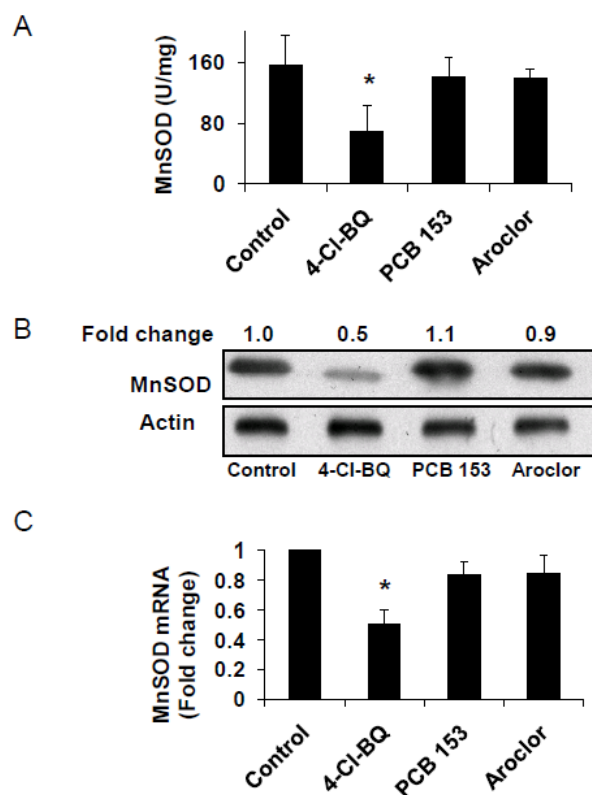 A
MnSOD (U/mg)
160
80
0
*
Control
4-Cl-BQ
PCB 153
Aroclor
B
Fold change 1.0 0.5 1.1 0.9
MnSOD
Actin
Control 4-Cl-BQ PCB 153 Aroclor
C
MnSOD mRNA
(Fold change)
1
0.8
0.6
0.4
0.2
0
*
Control
4-Cl-BQ
PCB 153
Aroclor